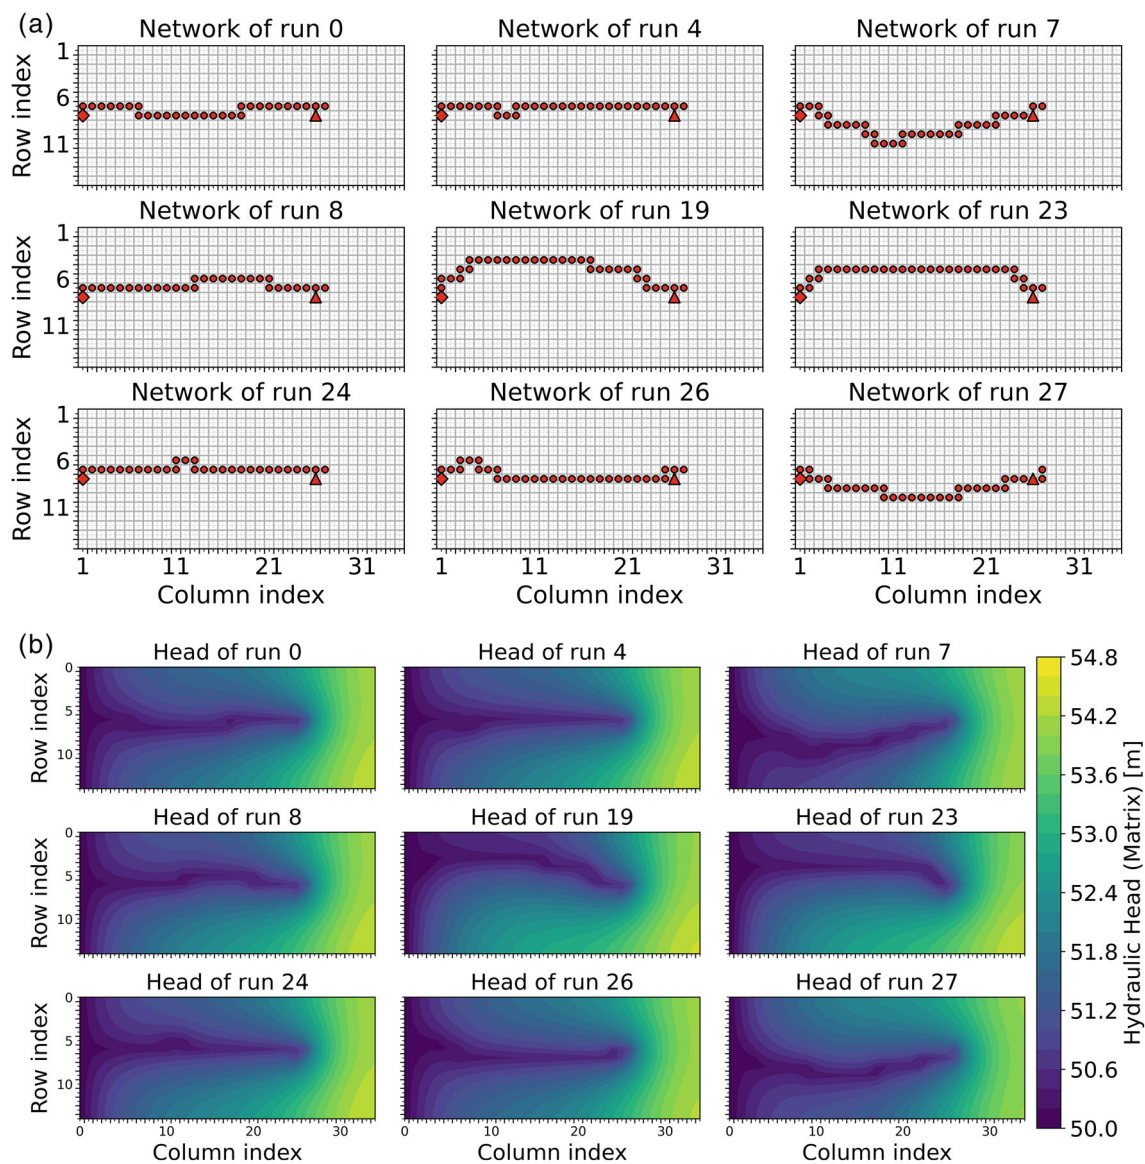 (a)
Network of run 0 Network of run 4 Network of run 7
Row index
1
6
11
Network of run 8 Network of run 19 Network of run 23
Row index
1
6
11
Network of run 24 Network of run 26 Network of run 27
Row index
1
6
11
1 11 21 31 1 11 21 31 1 11 21 31
Column index Column index Column index
(b)
Head of run 0 Head of run 4 Head of run 7
Row index
0
5
10
Head of run 8 Head of run 19 Head of run 23
Row index
0
5
10
Head of run 24 Head of run 26 Head of run 27
Row index
0
5
10
0 10 20 30 0 10 20 30 0 10 20 30
Column index Column index Column index
54.8
54.2
53.6
53.0
52.4
51.8
51.2
50.6
50.0
Hydraulic Head (Matrix) [m]